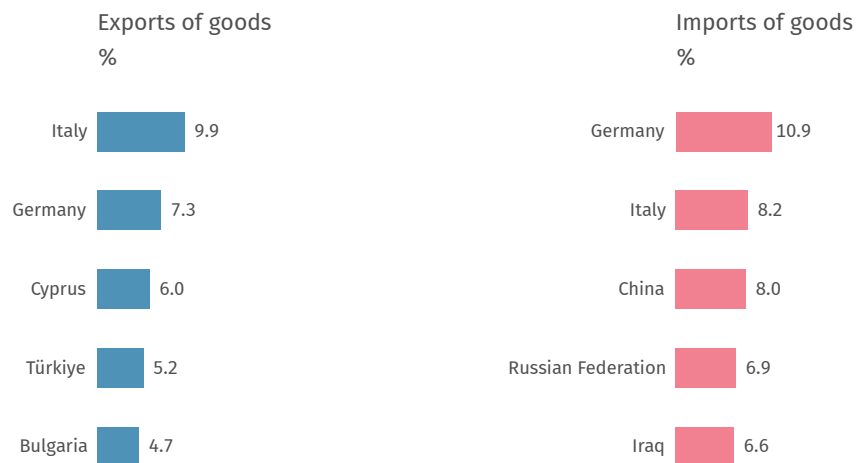 Exports of goods
%
Italy 9.9
Germany 7.3
Cyprus 6.0
Türkiye 5.2
Bulgaria 4.7
Imports of goods
%
Germany 10.9
Italy 8.2
China 8.0
Russian Federation 6.9
Iraq 6.6